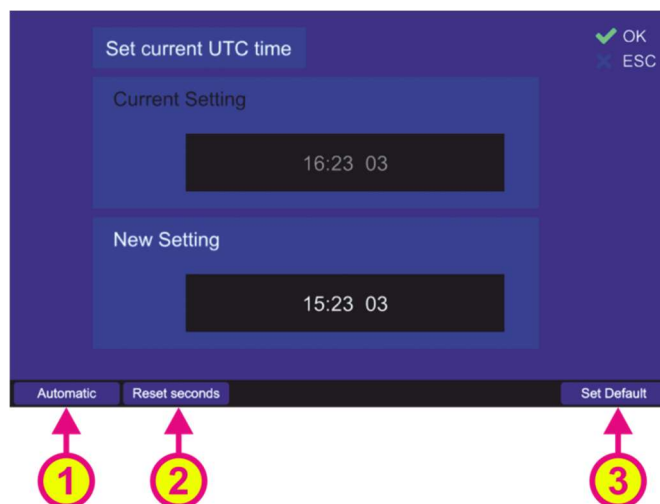 Set current UTC time
OK
ESC
Current Setting
16:23 03
New Setting
15:23 03
Automatic Reset seconds Set Default
1 2 3